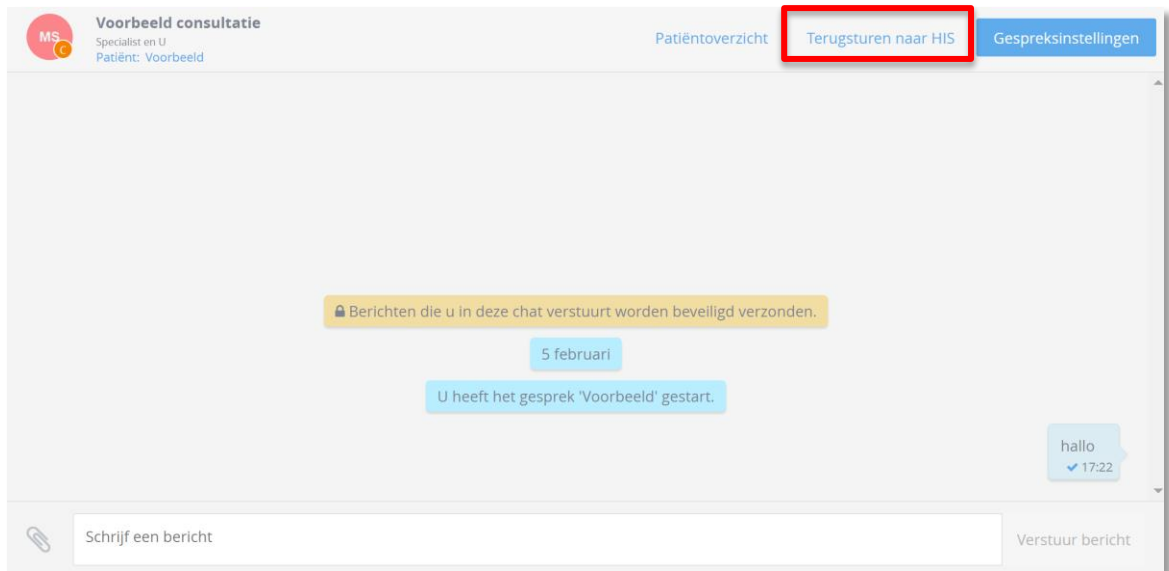 MS
C
Voorbeeld consultatie
Specialist en U
Patiënt: Voorbeeld
Patiëntoverzicht
Terugsturen naar HIS
Gespreksinstellingen
Berichten die u in deze chat verstuurt worden beveiligd verzonden.
5 februari
U heeft het gesprek 'Voorbeeld' gestart.
hallo
17:22
Schrijf een bericht
Verstuur bericht